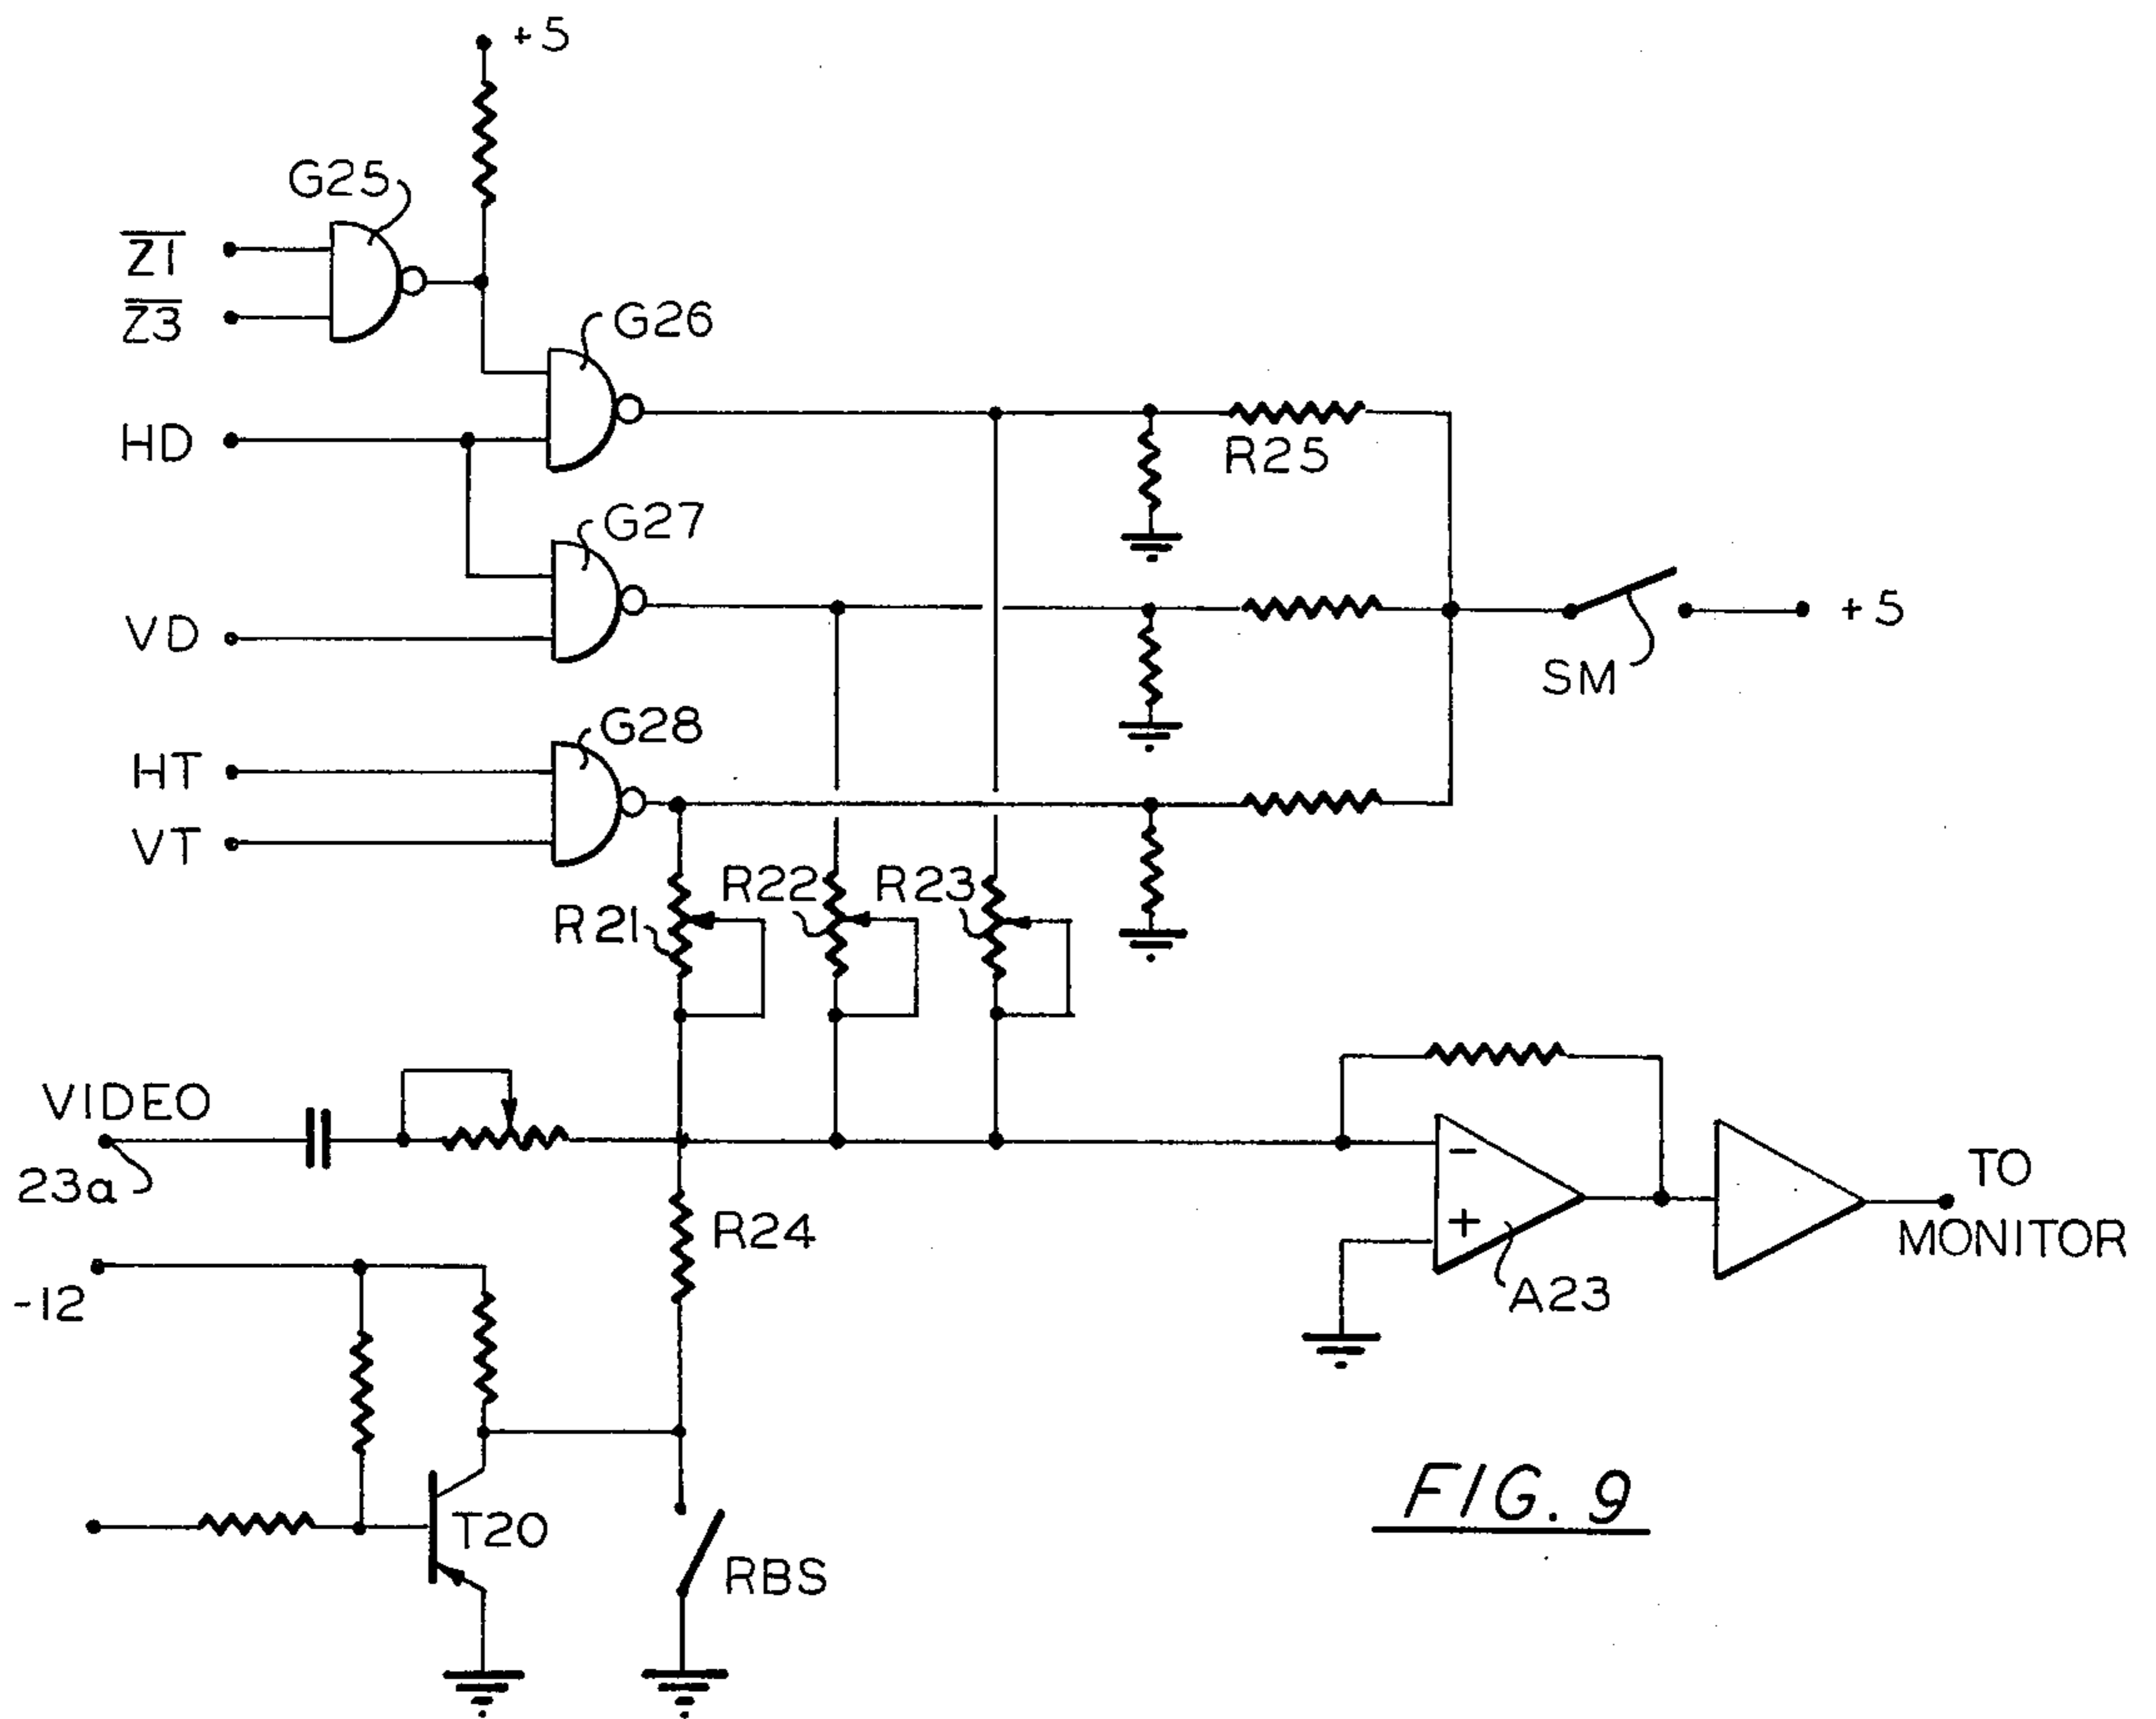 +5
G25
Z1
Z3
G26
HD
R25
G27
VD
+5
SM
G28
HT
VT
R22
R23
R21
VIDEO
23a
R24
-
+
TO
MONITOR
A23
-12
T20
RBS
FIG. 9